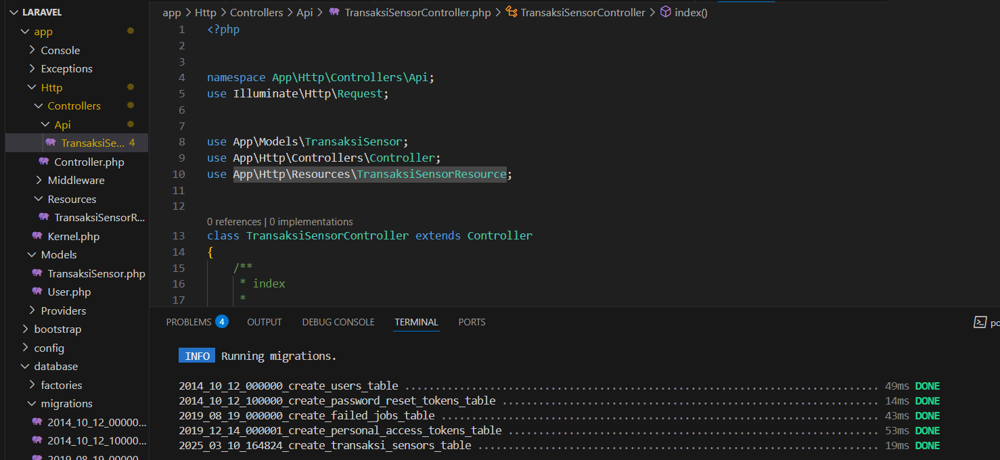 LARAVEL
app
Console
Exceptions
Http
Controllers
Api
TransaksiSe... 4
Controller.php
Middleware
Resources
TransaksiSensorR...
Kernel.php
Models
TransaksiSensor.php
User.php
Providers
bootstrap
config
database
factories
migrations
2014_10_12_00000...
2014_10_12_10000...
2019_08_19_00000...
app > Http > Controllers > Api > TransaksiSensorController.php > TransaksiSensorController > index()
1 <?php
2
3
4 namespace App\Http\Controllers\Api;
5 use Illuminate\Http\Request;
6
7
8 use App\Models\TransaksiSensor;
9 use App\Http\Controllers\Controller;
10 use App\Http\Resources\TransaksiSensorResource;
11
12
0 references | 0 implementations
13 class TransaksiSensorController extends Controller
14 {
15 /**
16 * index
17 *
PROBLEMS 4 OUTPUT DEBUG CONSOLE TERMINAL PORTS
INFO Running migrations.
2014_10_12_000000_create_users_table ........................................................................ 49ms DONE
2014_10_12_100000_create_password_reset_tokens_table ......................................................... 14ms DONE
2019_08_19_000000_create_failed_jobs_table .................................................................. 43ms DONE
2019_12_14_000001_create_personal_access_tokens_table ........................................................ 53ms DONE
2025_03_10_164824_create_transaksi_sensors_table ............................................................. 19ms DONE